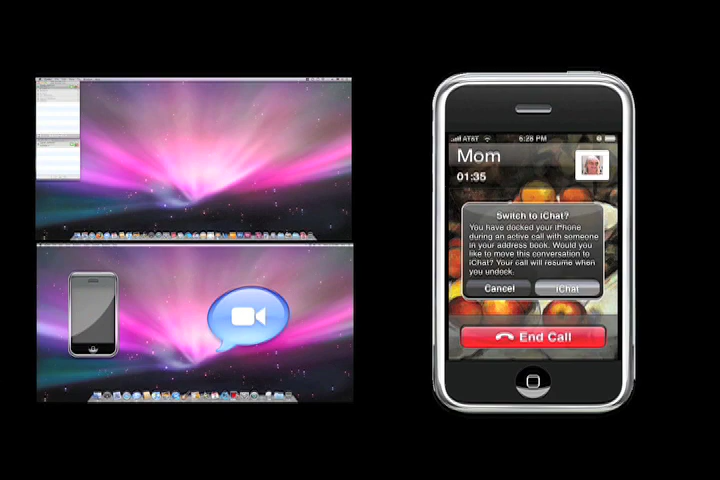 AT&T 6:28 PM
Mom
01:35
Switch to iChat?
You have docked your iPhone
during an active call with someone
in your address book. Would you
like to move this conversation to
iChat? Your call will resume when
you undock.
Cancel iChat
End Call